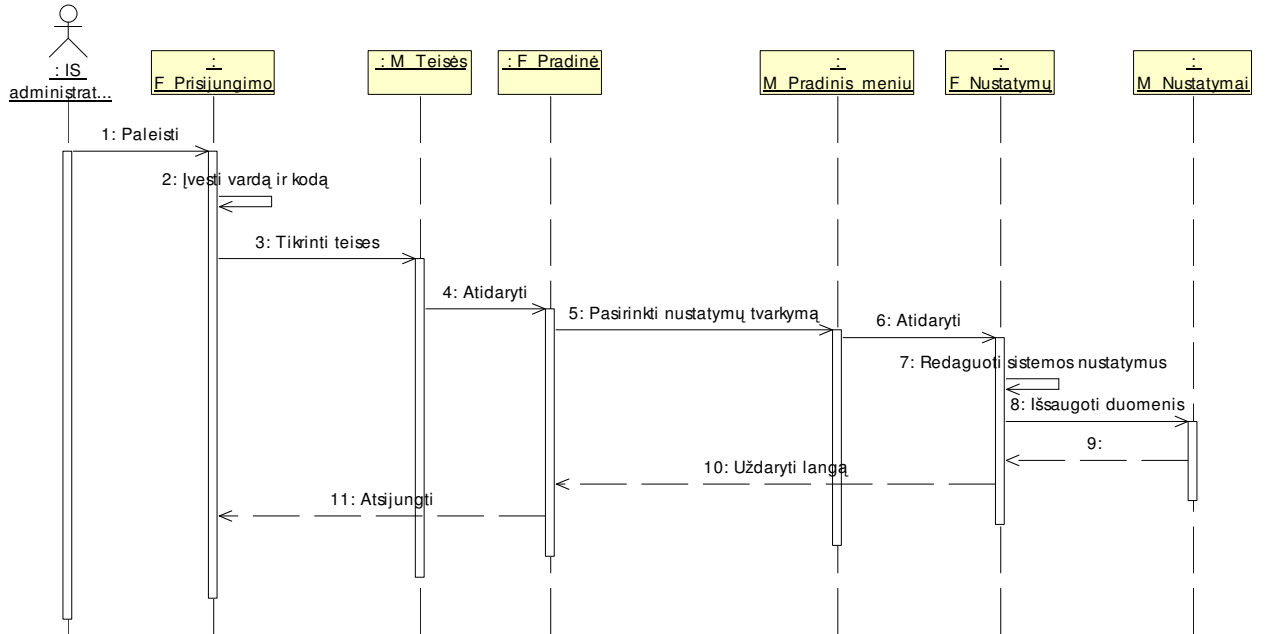 : IS
administrat...
:
F_Prisijungimo
: M_Teisės
: F_Pradinė
:
M_Pradinis meniu
:
F_Nustatymų
:
M_Nustatymai
1: Paleisti
2: Įvesti vardą ir kodą
3: Tikrinti teises
4: Atidaryti
5: Pasirinkti nustatymų tvarkymą
6: Atidaryti
7: Redaguoti sistemos nustatymus
8: Išsaugoti duomenis
9:
10: Uždaryti langą
11: Atsijungti